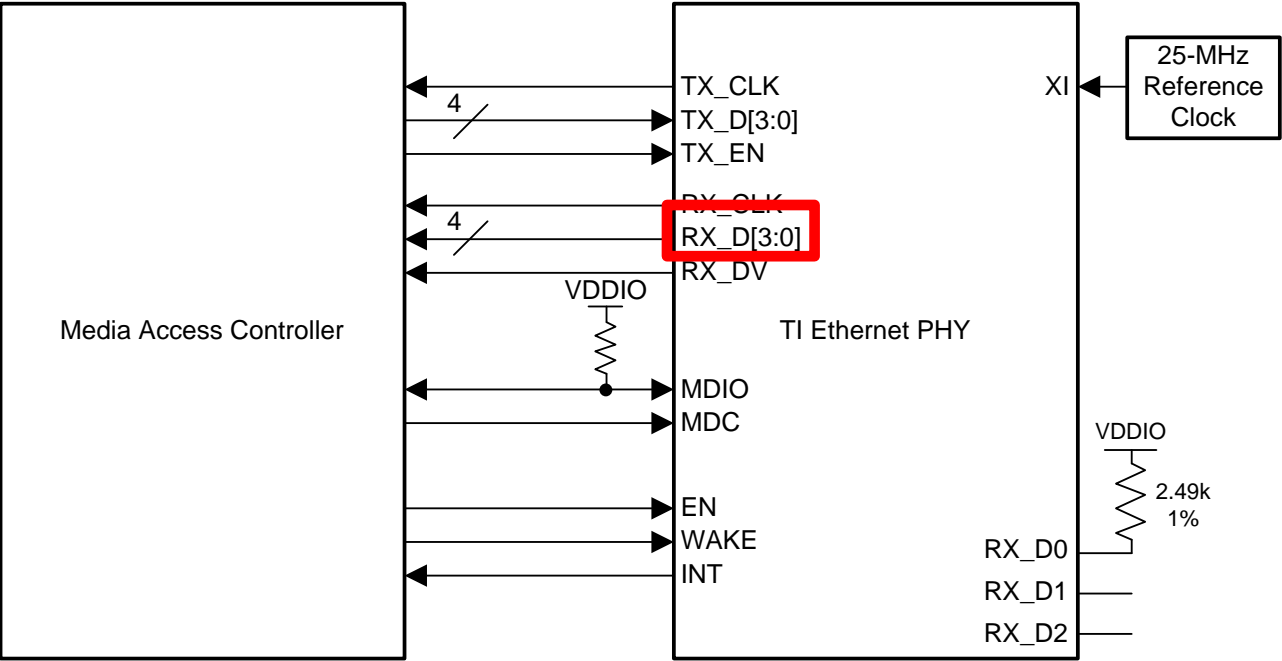 25-MHz
Reference
Clock
TX_CLK
XI
4
TX_D[3:0]
TX_EN
RX_CLK
4
RX_D[3:0]
RX_DV
VDDIO
Media Access Controller
TI Ethernet PHY
MDIO
MDC
VDDIO
2.49k
1%
EN
WAKE
INT
RX_D0
RX_D1
RX_D2